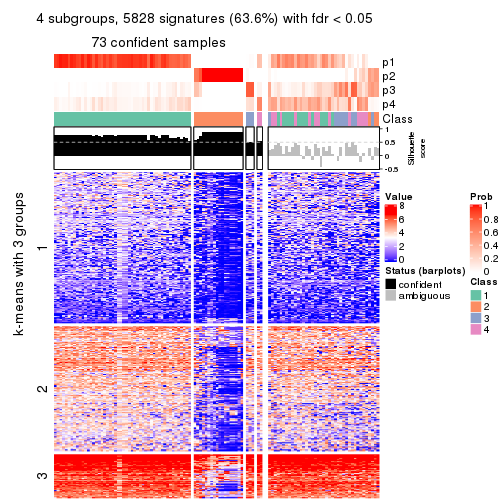 4 subgroups, 5828 signatures (63.6%) with fdr < 0.05
73 confident samples
p1
p2
p3
p4
Class
1
0.5
0
-0.5
Silhouette
score
k-means with 3 groups
1
2
3
Value
8
6
4
2
0
Status (barplots)
confident
ambiguous
Prob
1
0.8
0.6
0.4
0.2
0
Class
1
2
3
4